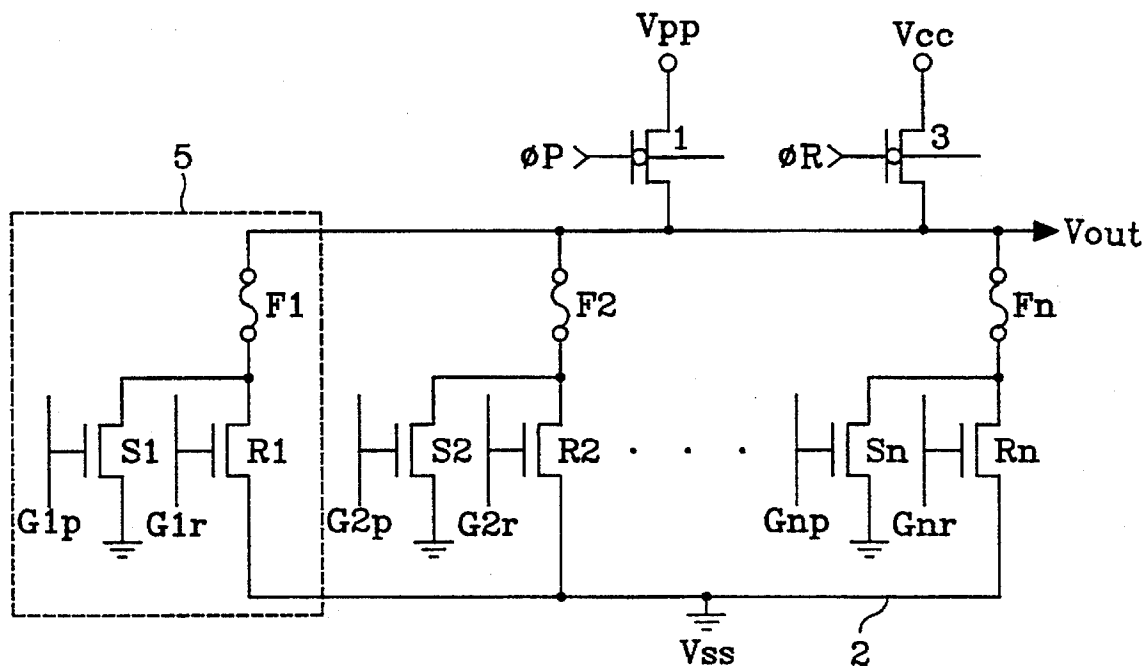 Vpp
Vcc
øP
1
øR
3
5
Vout
F1
F2
Fn
S1
R1
S2
R2
. . .
Sn
Rn
G1p
G1r
G2p
G2r
Gnp
Gnr
Vss
2